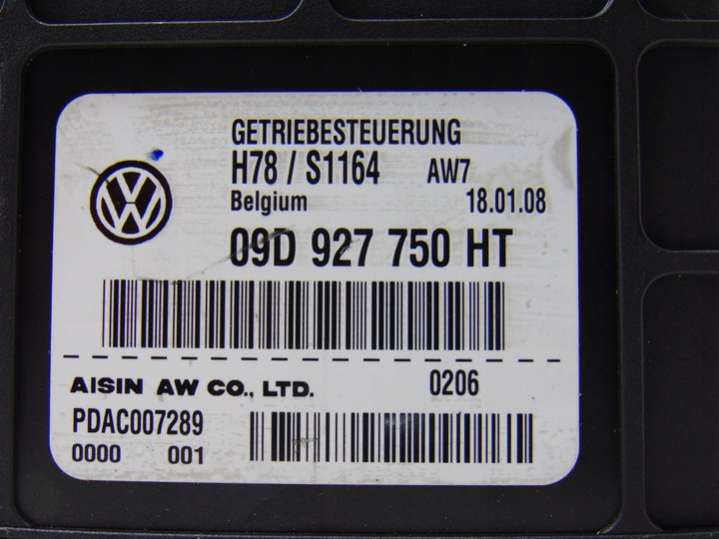 GETRIEBESTEUERUNG
H78 / S1164 AW7
Belgium 18.01.08
09D 927 750 HT
AISIN AW CO., LTD. 0206
PDAC007289
0000 001